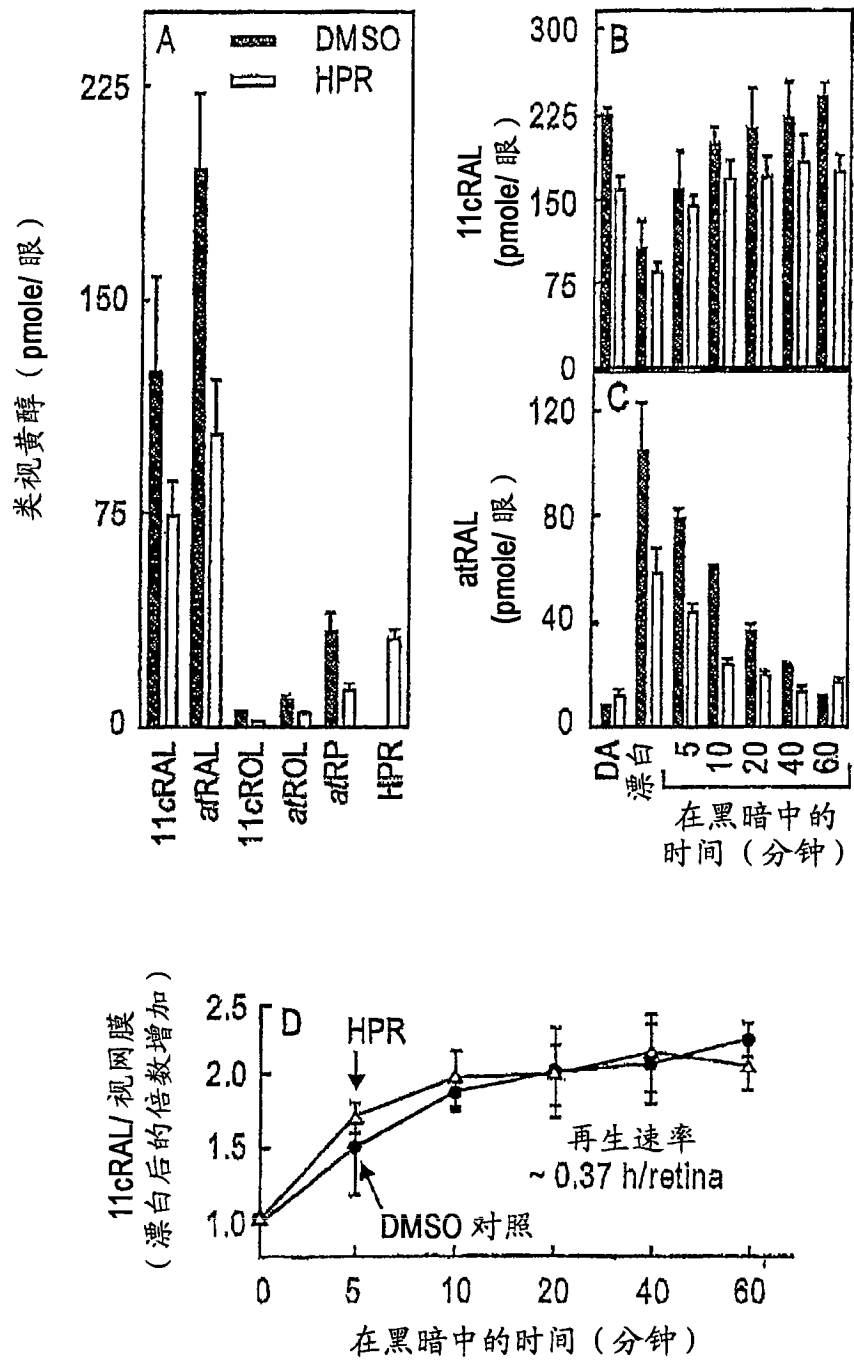 A
DMSO
HPR
225
150
75
0
类视黄醇（pmole/眼）
11cRAL
atRAL
11cROL
atROL
atRP
HPR
B
300
225
150
75
0
11cRAL
(pmole/眼)
C
120
80
40
0
atRAL
(pmole/眼)
DA
漂白
5
10
20
40
60
在黑暗中的
时间（分钟）
D
2.5
2.0
1.5
1.0
11cRAL/视网膜
（漂白后的倍数增加）
HPR
DMSO 对照
再生速率
~ 0.37 h/retina
0
5
10
20
40
60
在黑暗中的时间（分钟）